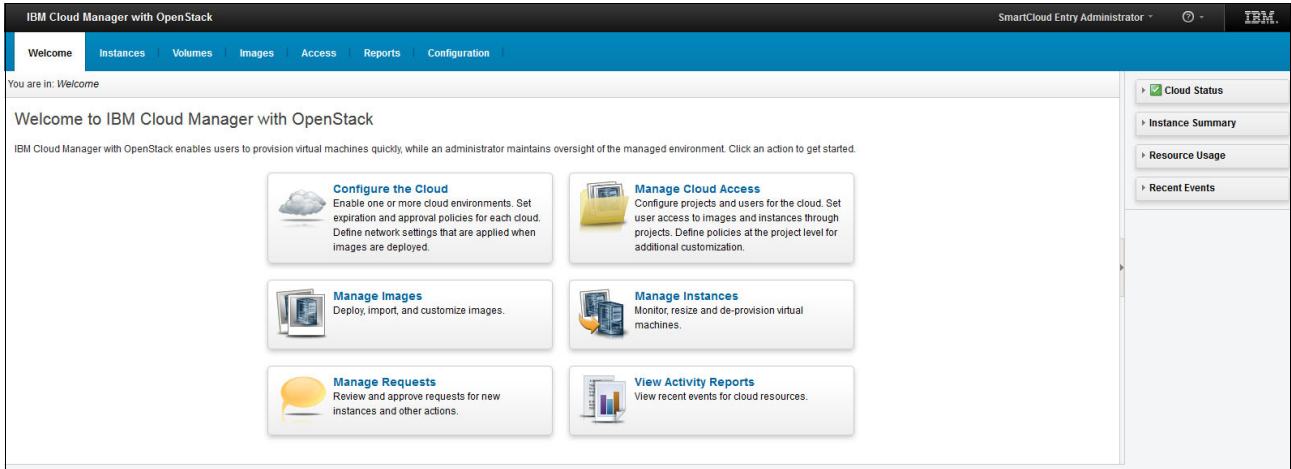 IBM Cloud Manager with OpenStack
SmartCloud Entry Administrator
IBM.
Welcome
Instances
Volumes
Images
Access
Reports
Configuration
You are in: Welcome
Welcome to IBM Cloud Manager with OpenStack
IBM Cloud Manager with OpenStack enables users to provision virtual machines quickly, while an administrator maintains oversight of the managed environment. Click an action to get started.
Configure the Cloud
Enable one or more cloud environments. Set
expiration and approval policies for each cloud.
Define network settings that are applied when
images are deployed.
Manage Cloud Access
Configure projects and users for the cloud. Set
user access to images and instances through
projects. Define policies at the project level for
additional customization.
Manage Images
Deploy, import, and customize images.
Manage Instances
Monitor, resize and de-provision virtual
machines.
Manage Requests
Review and approve requests for new
instances and other actions.
View Activity Reports
View recent events for cloud resources.
Cloud Status
Instance Summary
Resource Usage
Recent Events